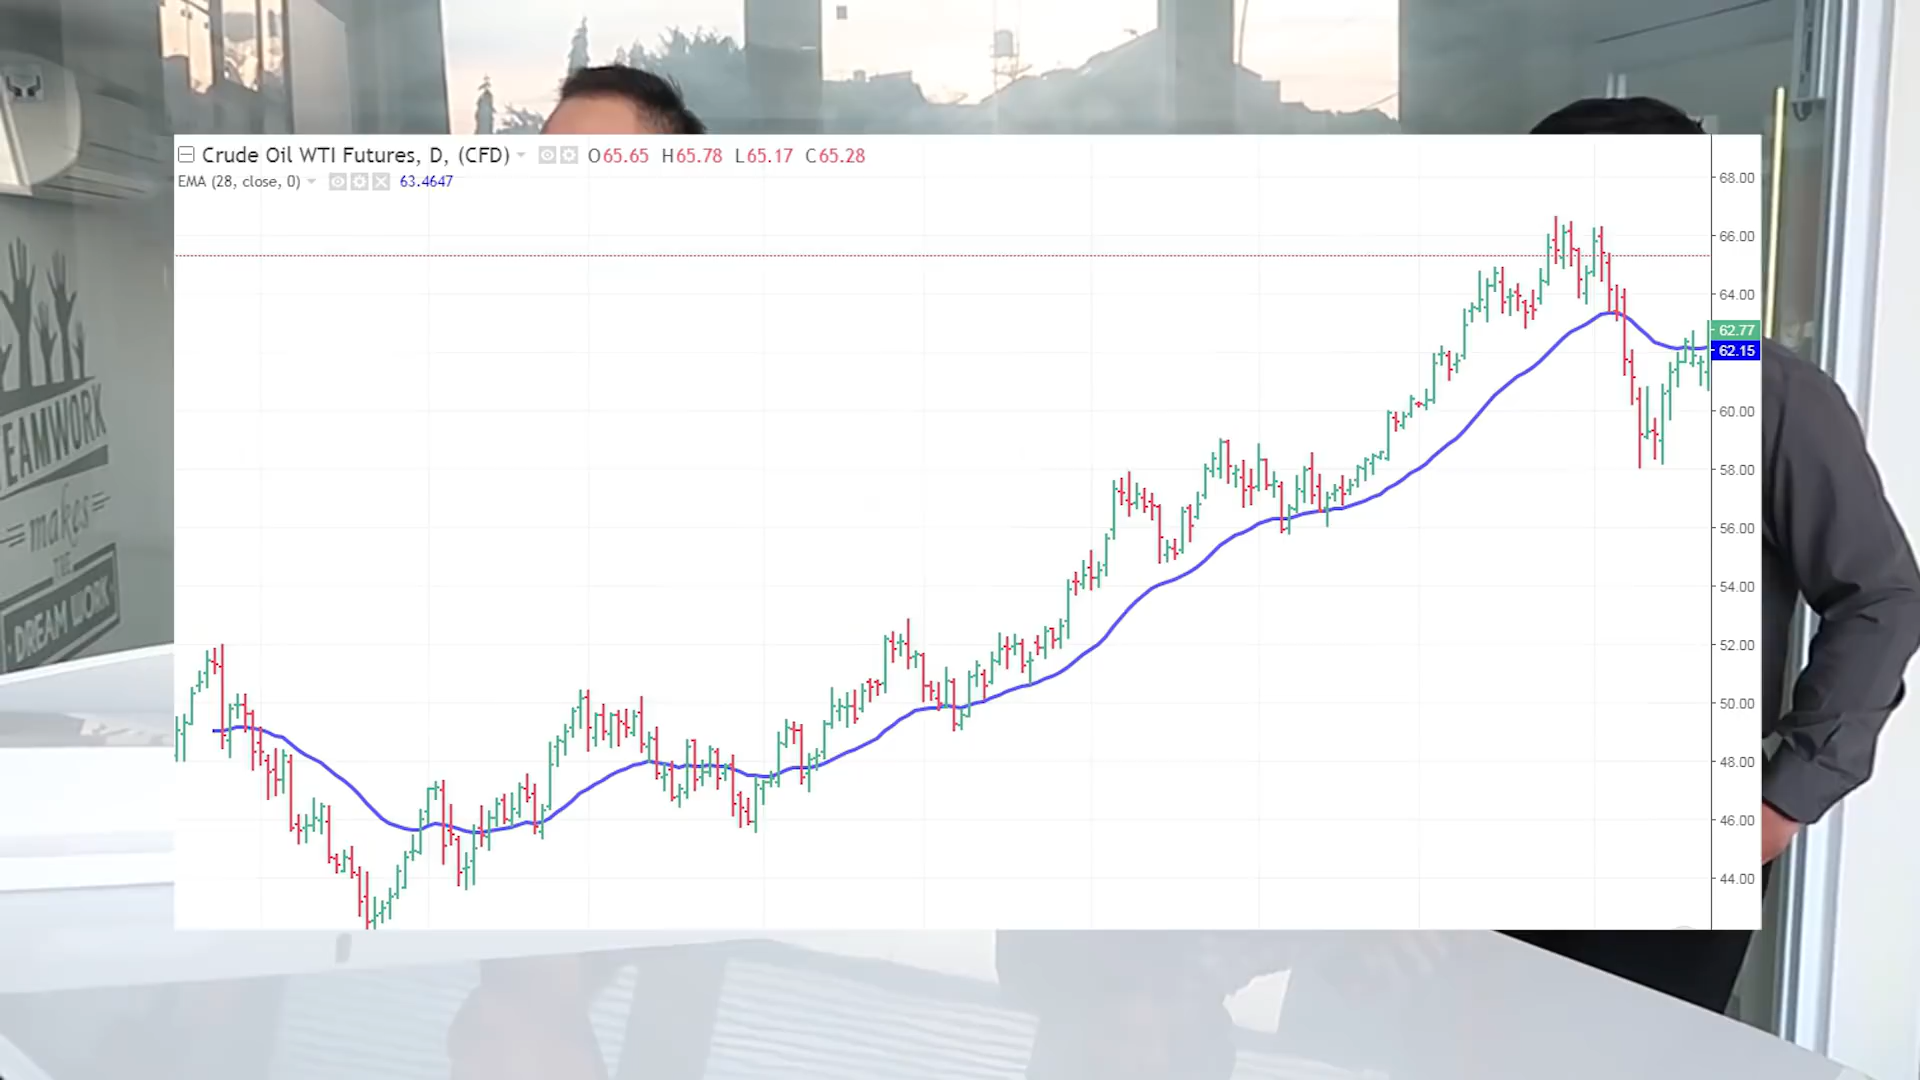 Crude Oil WTI Futures, D, (CFD) O65.65 H65.78 L65.17 C65.28
EMA (28, close, 0) 63.4647
68.00
66.00
64.00
62.77
62.15
60.00
58.00
56.00
54.00
52.00
50.00
48.00
46.00
44.00
TEAMWORK
makes
THE
DREAM WORK